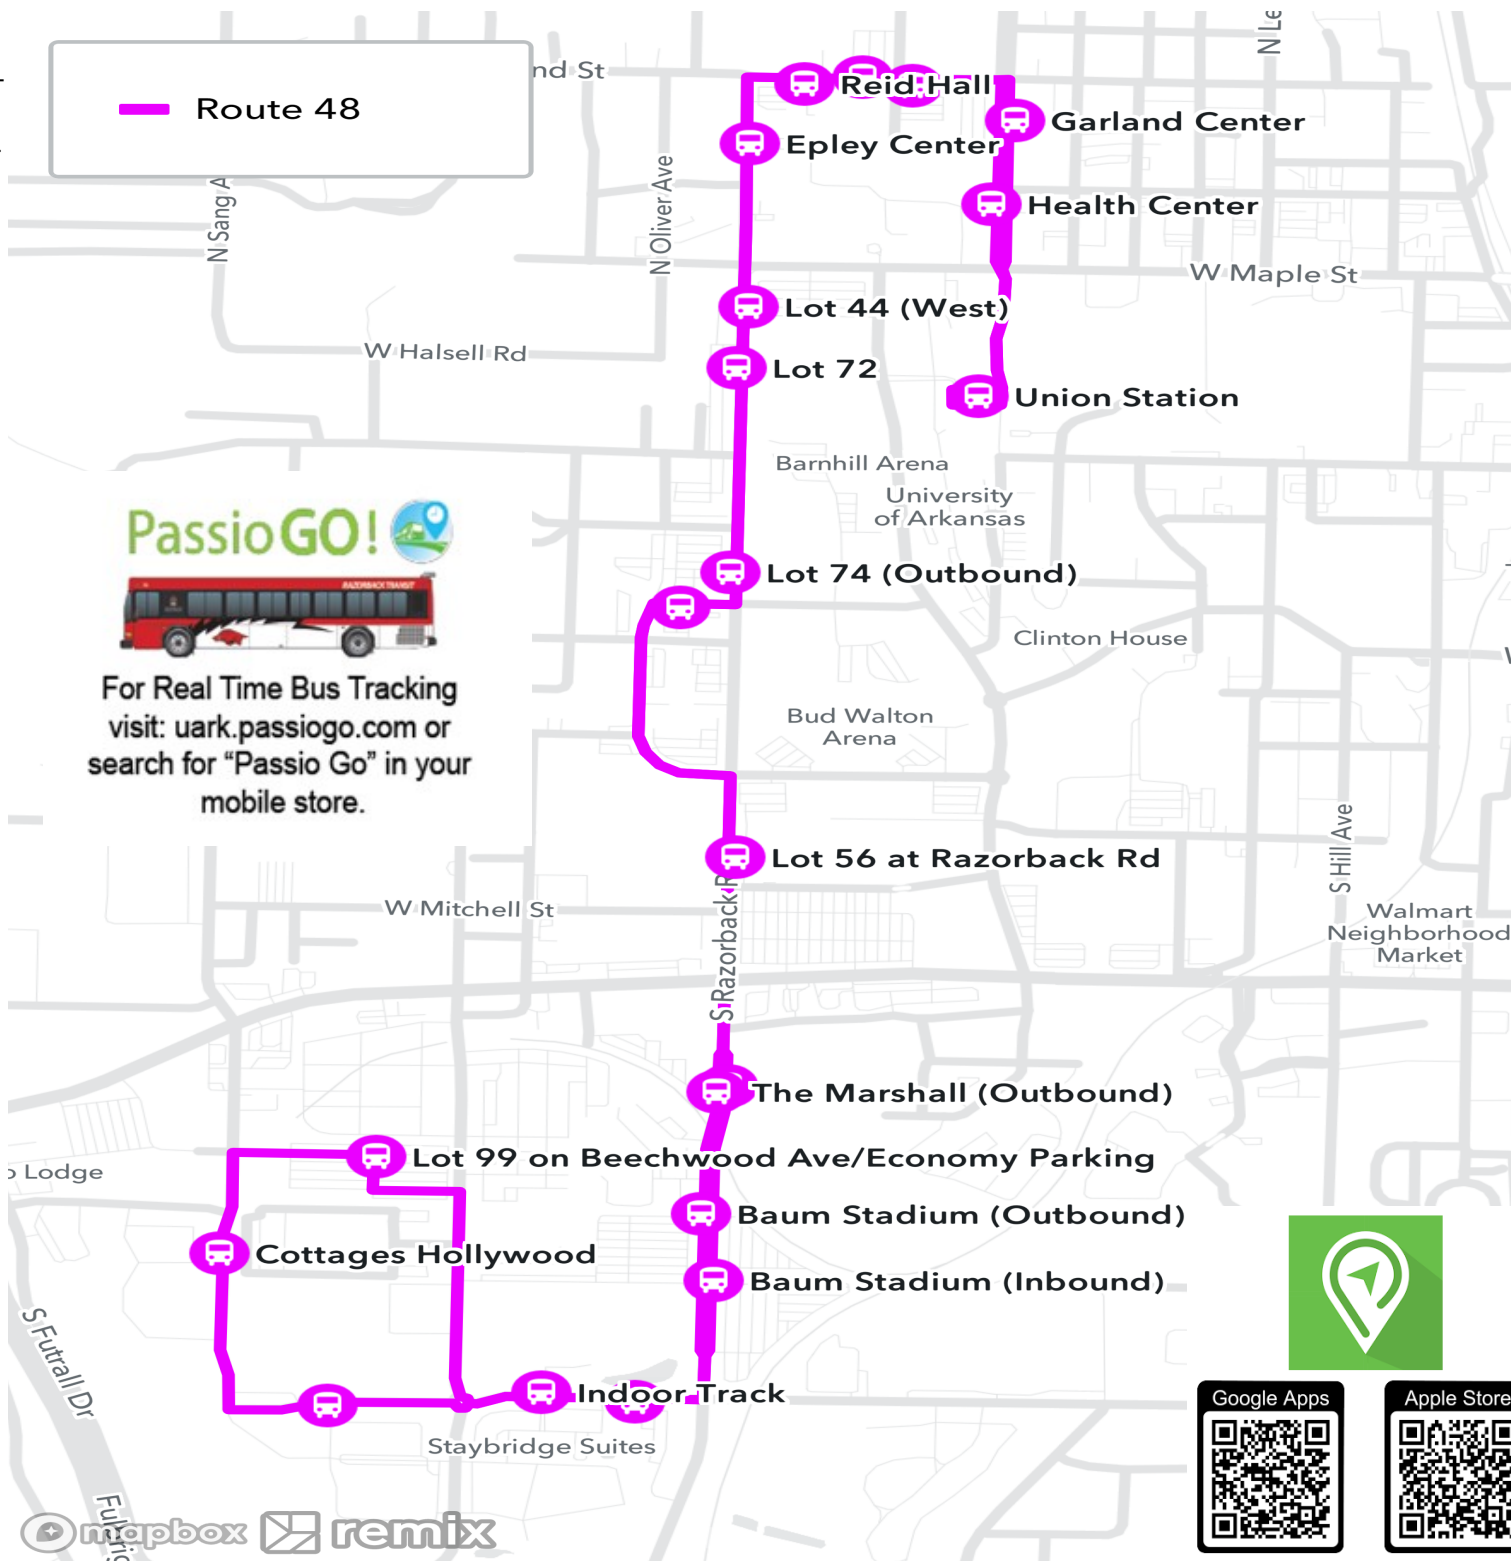 nd St
N Le
Route 48
Reid Hall
Garland Center
Epley Center
N Sang A
N Oliver Ave
Health Center
W Maple St
Lot 44 (West)
W Halsell Rd
Lot 72
Union Station
Barnhill Arena
University
of Arkansas
PassioGO!
RAZORBACK TRANSIT
Lot 74 (Outbound)
Clinton House
For Real Time Bus Tracking
visit: uark.passiogo.com or
search for “Passio Go” in your
mobile store.
Bud Walton
Arena
Lot 56 at Razorback Rd
S Hill Ave
W Mitchell St
S Razorback R
Walmart
Neighborhood
Market
The Marshall (Outbound)
Lot 99 on Beechwood Ave/Economy Parking
o Lodge
Baum Stadium (Outbound)
Cottages Hollywood
Baum Stadium (Inbound)
S Futrall Dr
Indoor Track
Google Apps
Apple Store
Staybridge Suites
Fulbrig
mapbox
remix